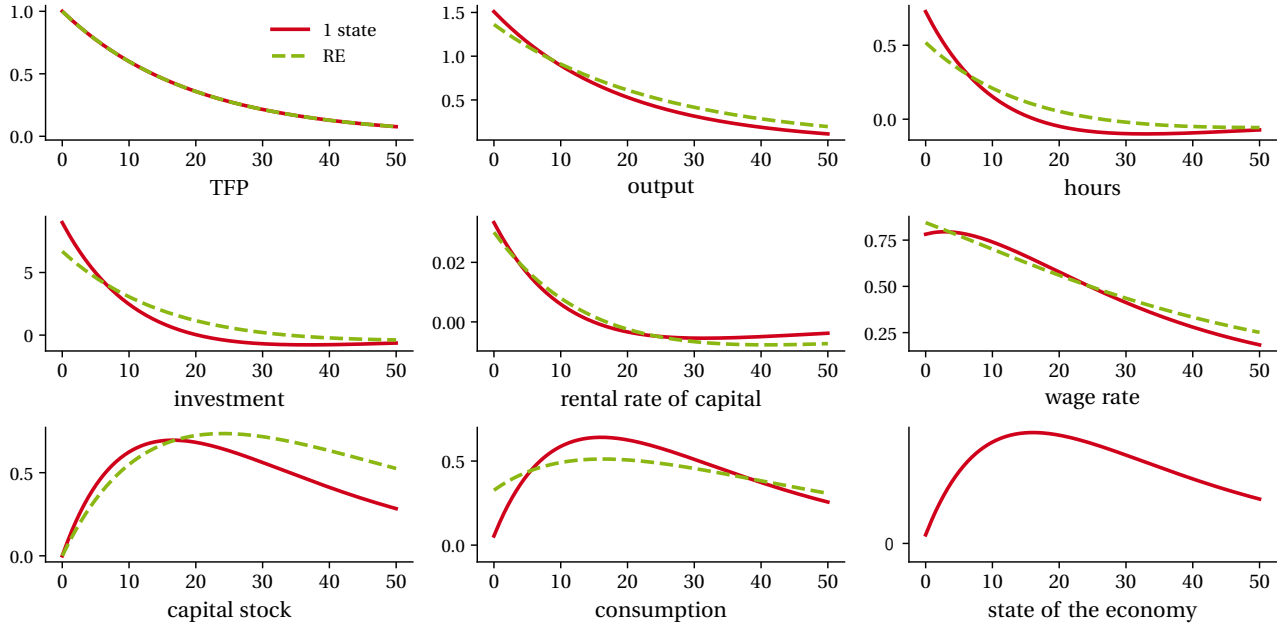 1.0
0.5
0.0
1 state
RE
0 10 20 30 40 50
TFP
1.5
1.0
0.5
0 10 20 30 40 50
output
0.5
0.0
0 10 20 30 40 50
hours
5
0
0 10 20 30 40 50
investment
0.02
0.00
0 10 20 30 40 50
rental rate of capital
0.75
0.50
0.25
0 10 20 30 40 50
wage rate
0.5
0.0
0 10 20 30 40 50
capital stock
0.5
0.0
0 10 20 30 40 50
consumption
0
0 10 20 30 40 50
state of the economy